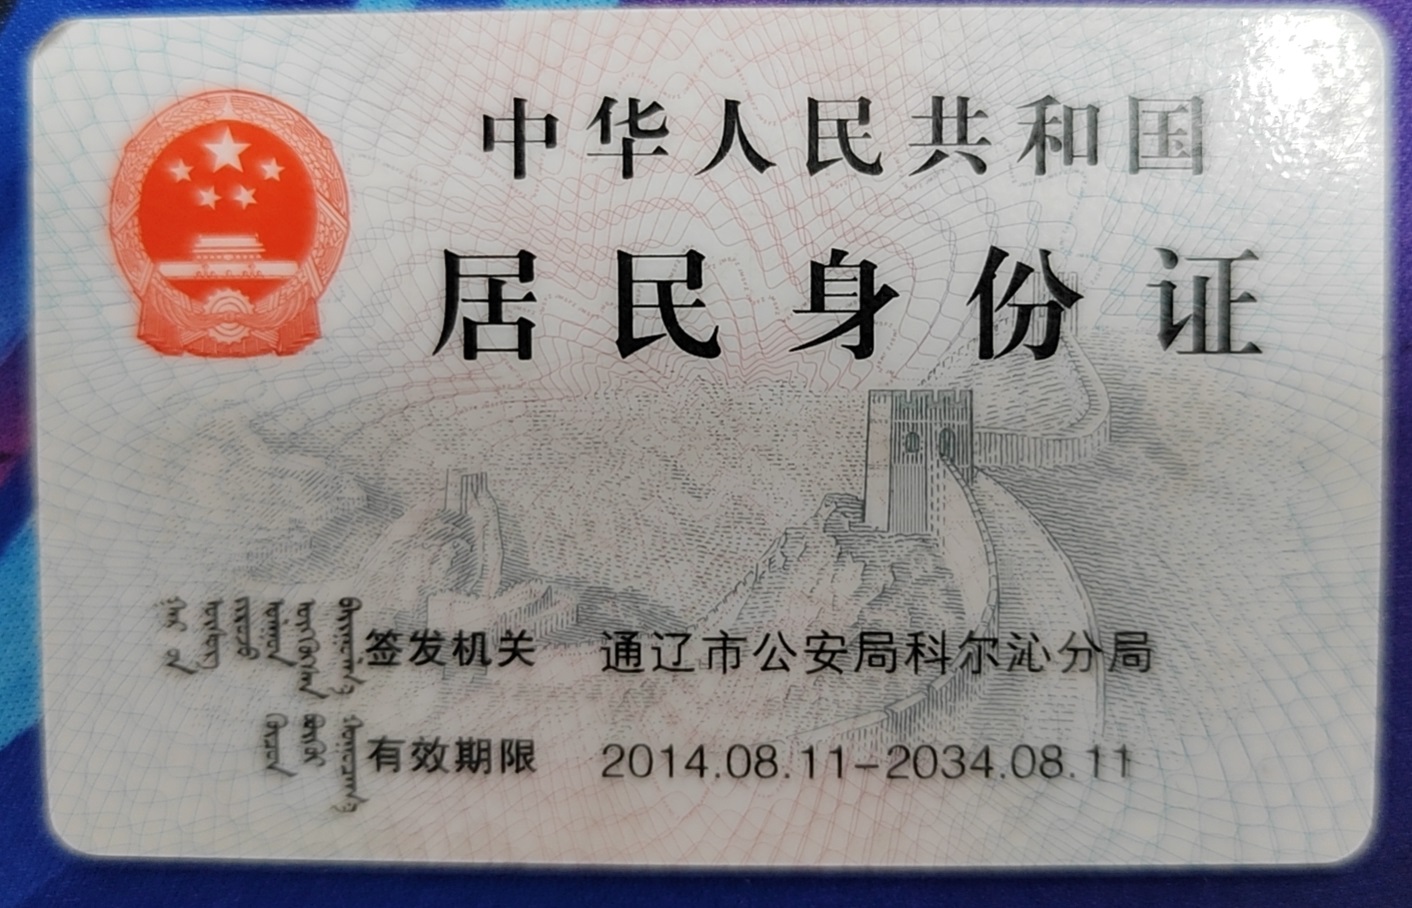 中华人民共和国
居民身份证
签发机关 通辽市公安局科尔沁分局
有效期限 2014.08.11-2034.08.11